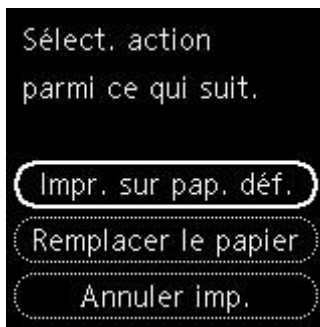 Sélect. action
parmi ce qui suit.
Impr. sur pap. déf.
Remplacer le papier
Annuler imp.